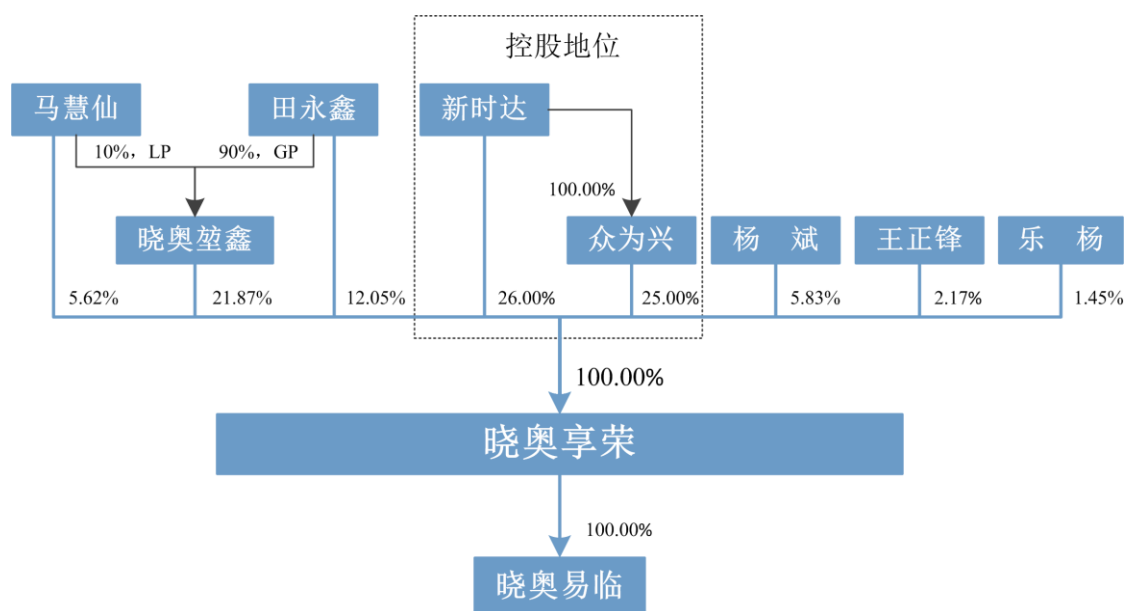 控股地位
马慧仙
田永鑫
新时达
10%，LP
90%，GP
100.00%
晓奥堃鑫
众为兴
杨 斌
王正锋
乐 杨
5.62%
21.87%
12.05%
26.00%
25.00%
5.83%
2.17%
1.45%
100.00%
晓奥享荣
100.00%
晓奥易临